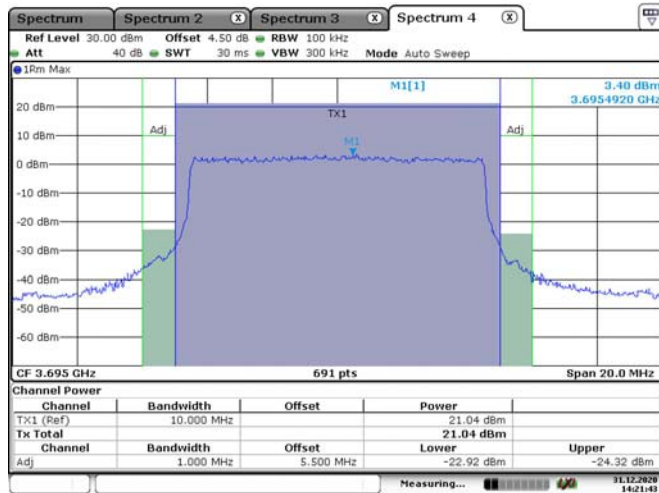 Spectrum Spectrum 2 X Spectrum 3 X Spectrum 4 X
Ref Level 30.00 dBm Offset 4.50 dB RBW 100 kHz
Att 40 dB SWT 30 ms VBW 300 kHz Mode Auto Sweep
1Rm Max
M1[1] 3.40 dBm
3.6954920 GHz
20 dBm
TX1
Adj Adj
10 dBm
M1
0 dBm
-10 dBm
-20 dBm
-30 dBm
-40 dBm
-50 dBm
-60 dBm
CF 3.695 GHz 691 pts Span 20.0 MHz
Channel Power
Channel Bandwidth Offset Power
TX1 (Ref) 10.000 MHz 21.04 dBm
Tx Total 21.04 dBm
Channel Bandwidth Offset Lower Upper
Adj 1.000 MHz 5.500 MHz -22.92 dBm -24.32 dBm
Measuring... 31.12.2020
14:21:43